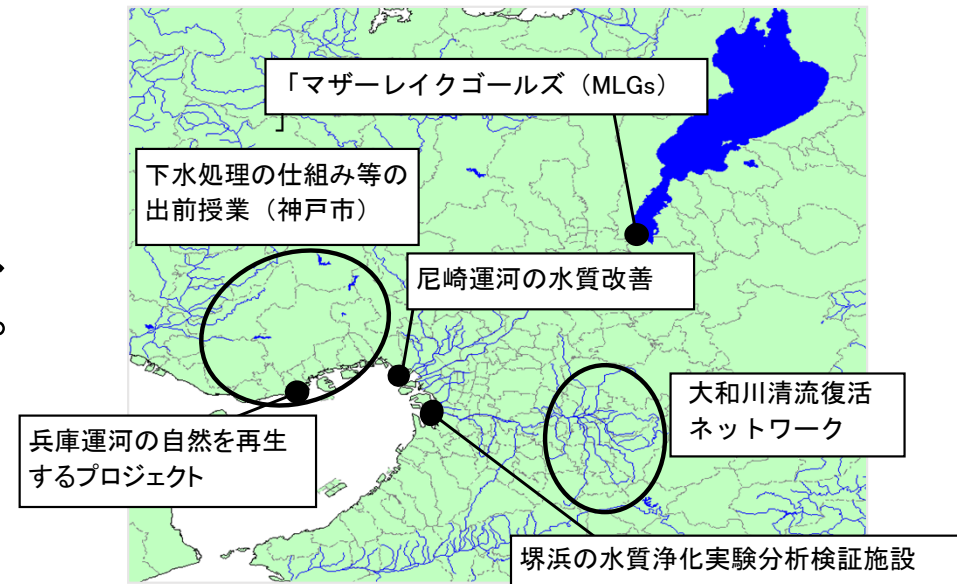 「マザーレイクゴールズ（MLGs）
」
下水処理の仕組み等の
出前授業（神戸市）
、
。
尼崎運河の水質改善
大和川清流復活
ネットワーク
兵庫運河の自然を再生
するプロジェクト
堺浜の水質浄化実験分析検証施設